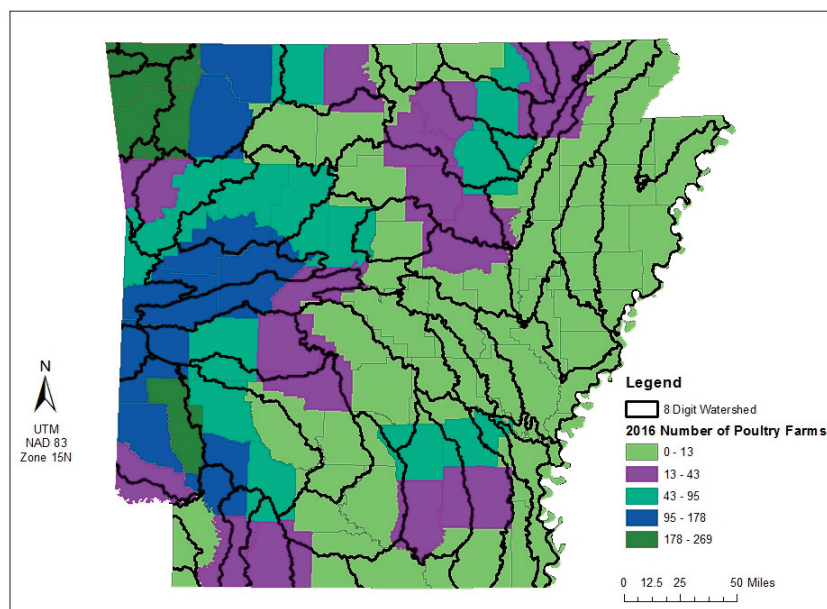 N
UTM
NAD 83
Zone 15N
Legend
8 Digit Watershed
2016 Number of Poultry Farms
0 - 13
13 - 43
43 - 95
95 - 178
178 - 269
0 12.5 25 50 Miles